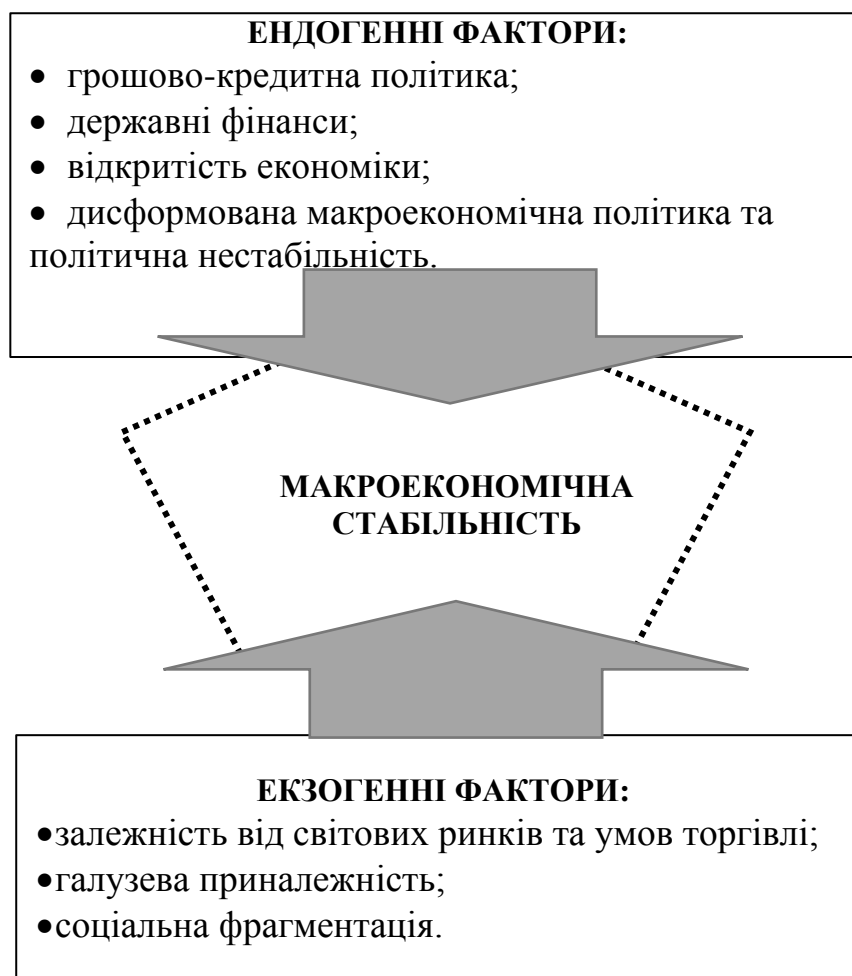 ЕНДОГЕННІ ФАКТОРИ:
• грошово-кредитна політика;
• державні фінанси;
• відкритість економіки;
• дисформована макроекономічна політика та
політична нестабільність.
МАКРОЕКОНОМІЧНА
СТАБІЛЬНІСТЬ
ЕКЗОГЕННІ ФАКТОРИ:
•залежність від світових ринків та умов торгівлі;
•галузева приналежність;
•соціальна фрагментація.